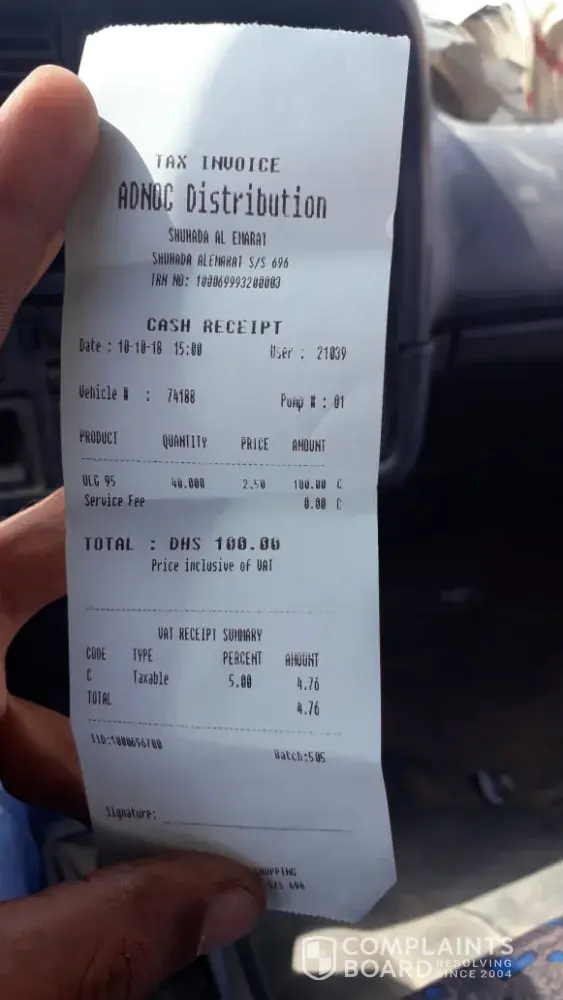 TAX INVOICE
ADNOC Distribution
SHUHADA AL EMARAT
SHUHADA ALEMARAT S/S 696
TRN NO: 100069993200003
CASH RECEIPT
Date : 10-10-18 15:00 User : 21039
Vehicle # : 74188 Pump # : 01
PRODUCT QUANTITY PRICE AMOUNT
ULG 95 40.000 2.50 100.00 C
Service Fee 0.00 C
TOTAL : DHS 100.00
Price inclusive of VAT
VAT RECEIPT SUMMARY
CODE TYPE PERCENT AMOUNT
C Taxable 5.00 4.76
TOTAL 4.76
Batch:505
Signature:
SHOPPING
S/S 696
COMPLAINTS
BOARD RESOLVING
SINCE 2004